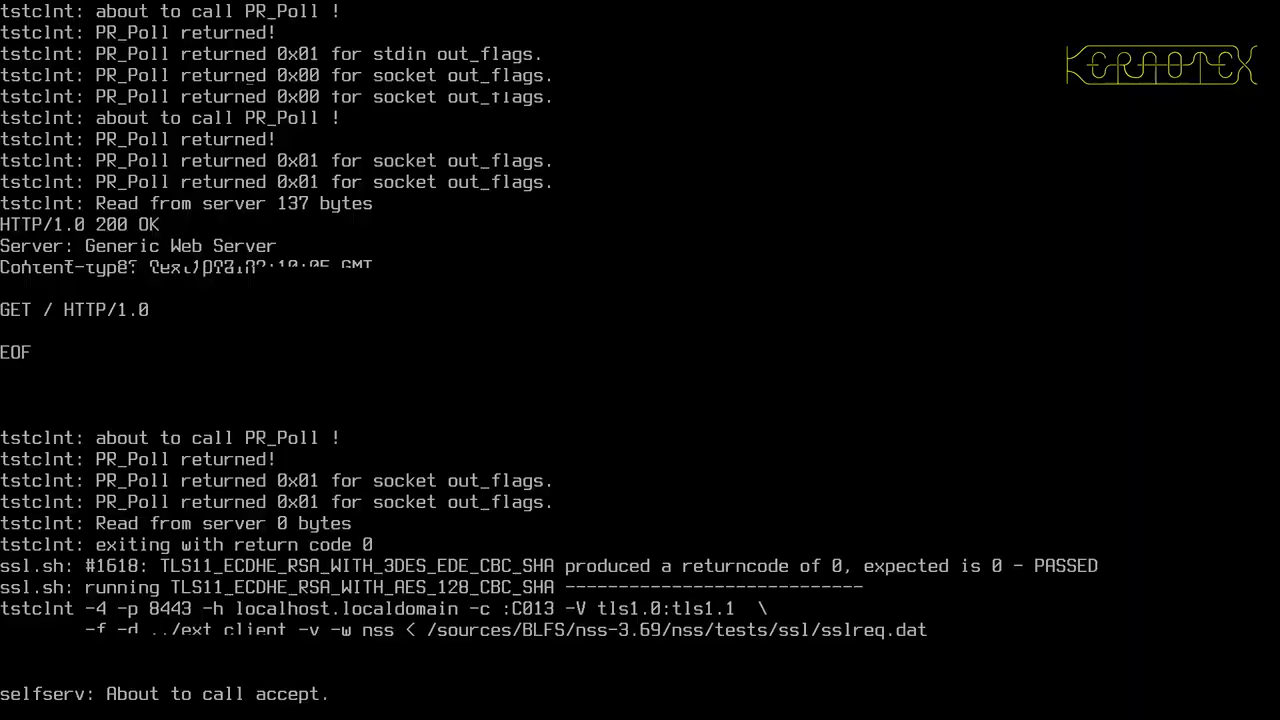 tstclnt: about to call PR_Poll !
tstclnt: PR_Poll returned!
tstclnt: PR_Poll returned 0x01 for stdin out_flags.
tstclnt: PR_Poll returned 0x00 for socket out_flags.
tstclnt: PR_Poll returned 0x00 for socket out_flags.
tstclnt: about to call PR_Poll !
tstclnt: PR_Poll returned!
tstclnt: PR_Poll returned 0x01 for socket out_flags.
tstclnt: PR_Poll returned 0x01 for socket out_flags.
tstclnt: Read from server 137 bytes
HTTP/1.0 200 OK
Server: Generic Web Server
GMT
GET / HTTP/1.0
EOF
tstclnt: about to call PR_Poll !
tstclnt: PR_Poll returned!
tstclnt: PR_Poll returned 0x01 for socket out_flags.
tstclnt: PR_Poll returned 0x01 for socket out_flags.
tstclnt: Read from server 0 bytes
tstclnt: exiting with return code 0
ssl.sh: #1618: TLS11_ECDHE_RSA_WITH_3DES_EDE_CBC_SHA produced a returncode of 0, expected is 0 - PASSED
ssl.sh: running TLS11_ECDHE_RSA_WITH_AES_128_CBC_SHA ----------------------------
tstclnt -4 -p 8443 -h localhost.localdomain -c :C013 -V tls1.0:tls1.1  \
-f -d ../ext_client -v -w nss < /sources/BLFS/nss-3.69/nss/tests/ssl/sslreq.dat
selfserv: About to call accept.